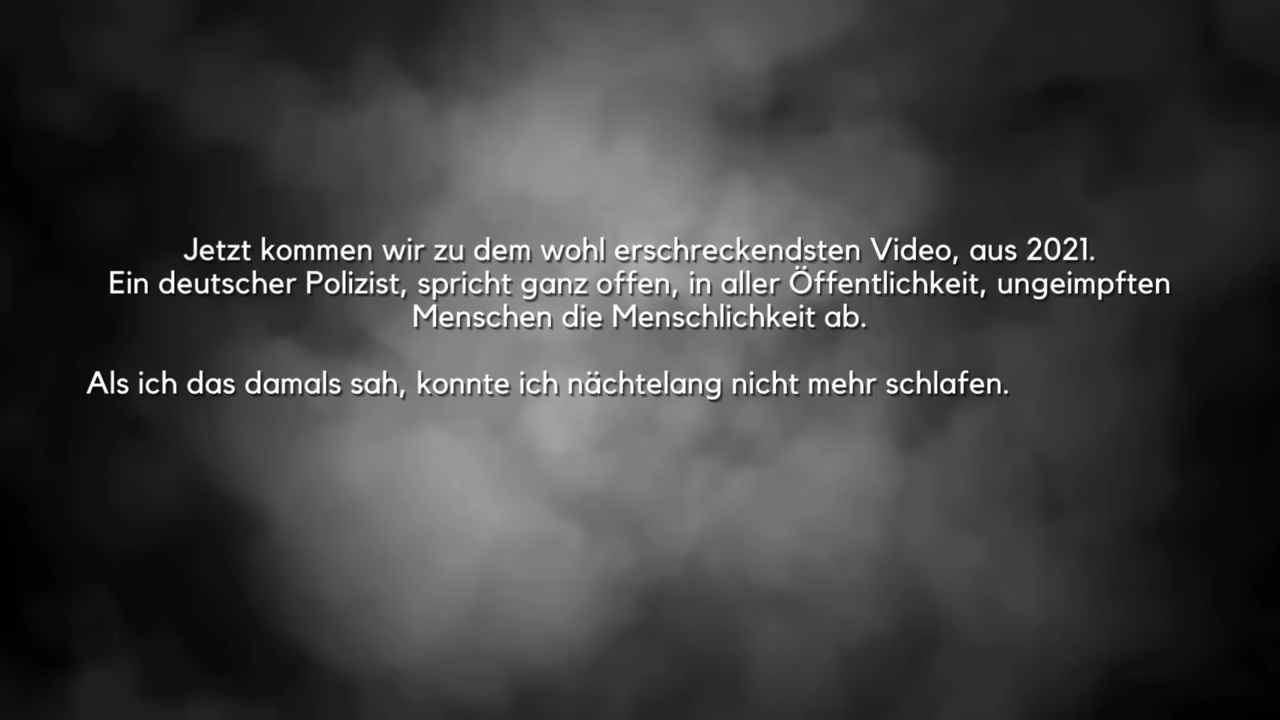 Jetzt kommen wir zu dem wohl erschreckendsten Video, aus 2021.
Ein deutscher Polizist, spricht ganz offen, in aller Öffentlichkeit, ungeimpften
Menschen die Menschlichkeit ab.
Als ich das damals sah, konnte ich nächtelang nicht mehr schlafen.